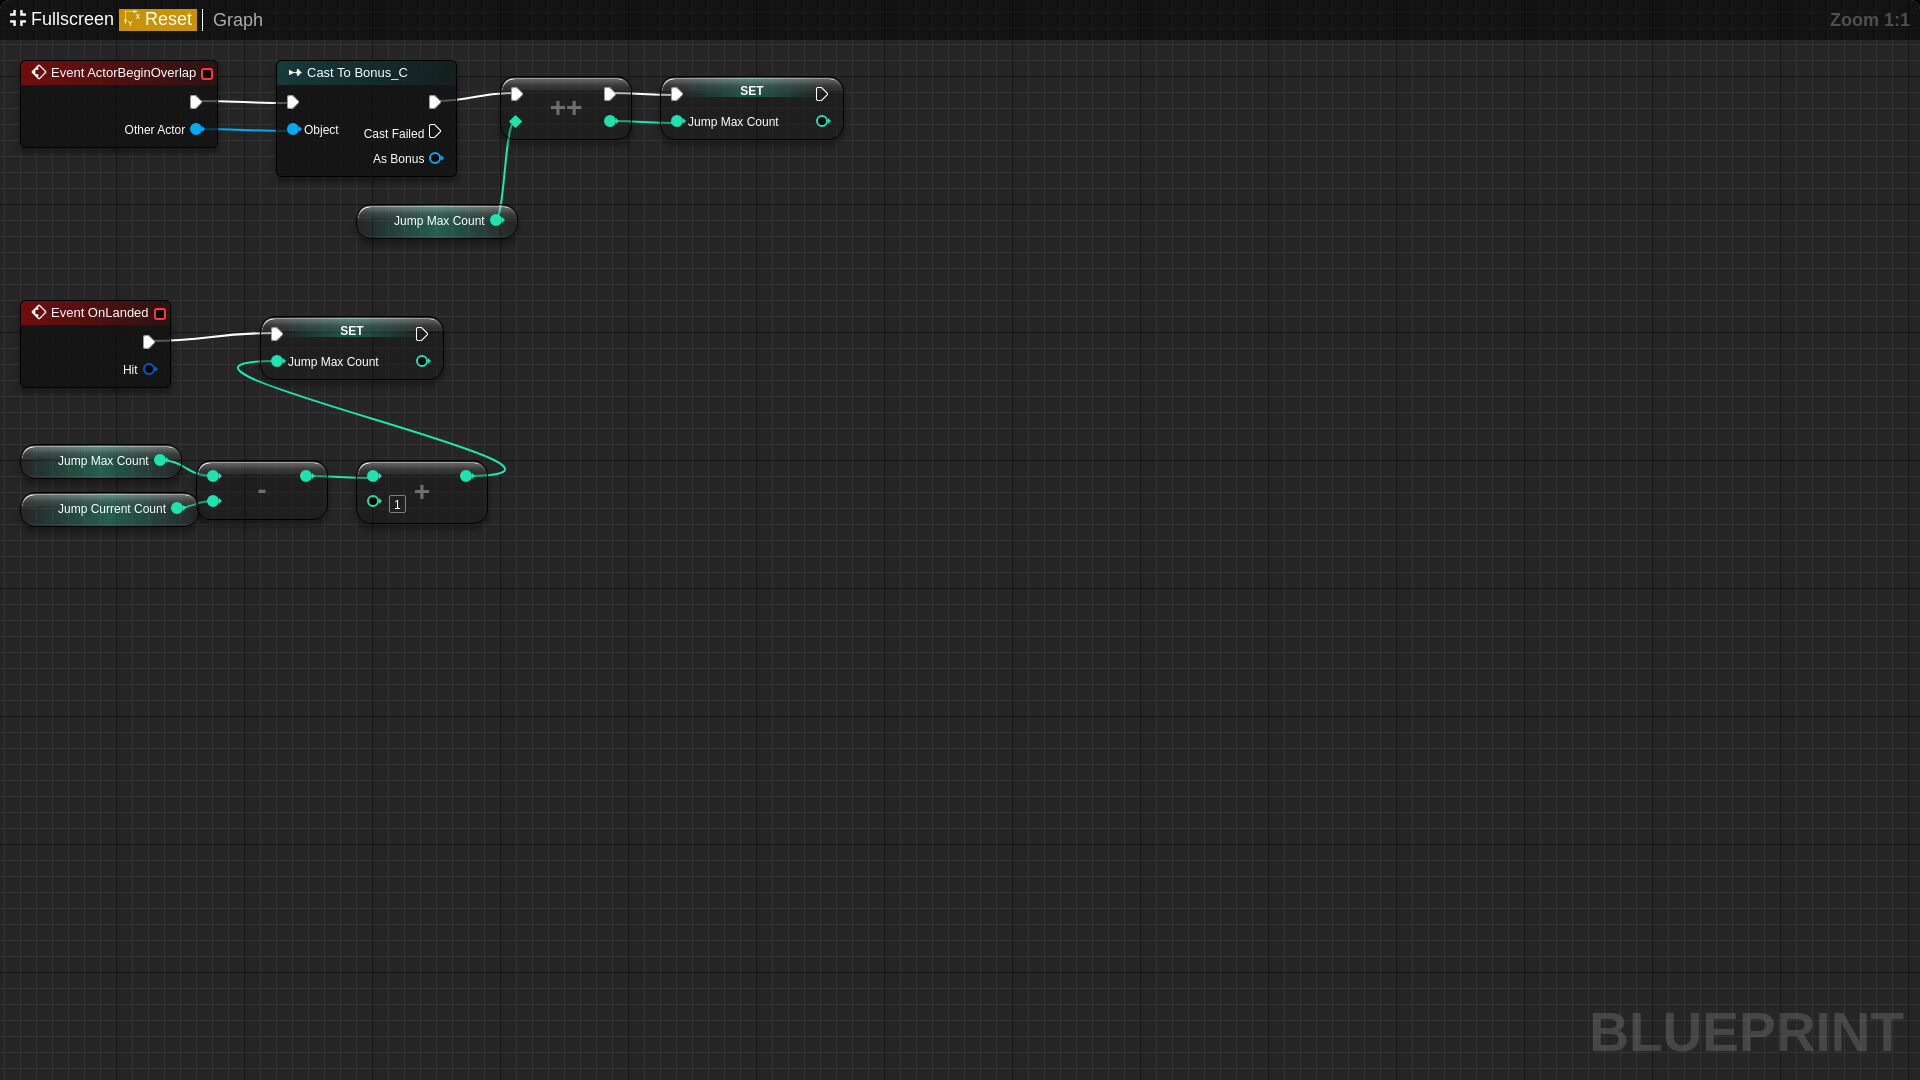 Fullscreen Reset Graph Zoom 1:1
Event ActorBeginOverlap
Other Actor
Cast To Bonus_C
Object
Cast Failed
As Bonus
++
SET
Jump Max Count
Jump Max Count
Event OnLanded
Hit
SET
Jump Max Count
Jump Max Count
Jump Current Count
-
+
1
BLUEPRINT